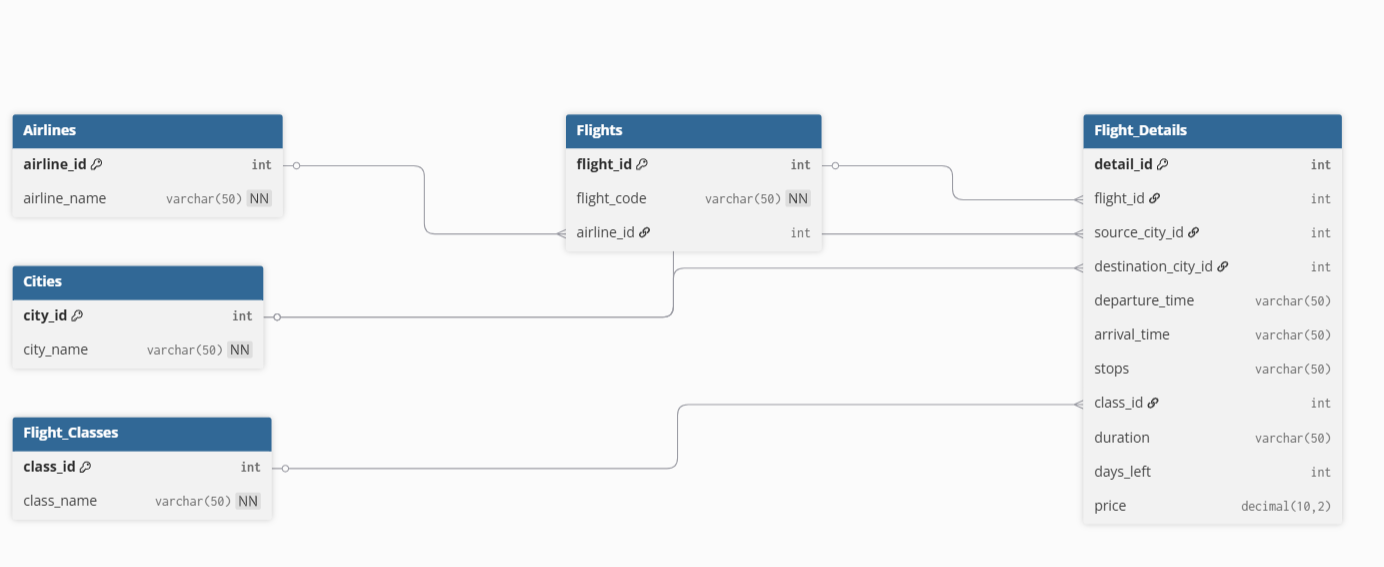 Airlines
airline_id int
airline_name varchar(50) NN
Flights
flight_id int
flight_code varchar(50) NN
airline_id int
Flight_Details
detail_id int
flight_id int
source_city_id int
destination_city_id int
departure_time varchar(50)
arrival_time varchar(50)
stops varchar(50)
class_id int
duration varchar(50)
days_left int
price decimal(10,2)
Cities
city_id int
city_name varchar(50) NN
Flight_Classes
class_id int
class_name varchar(50) NN